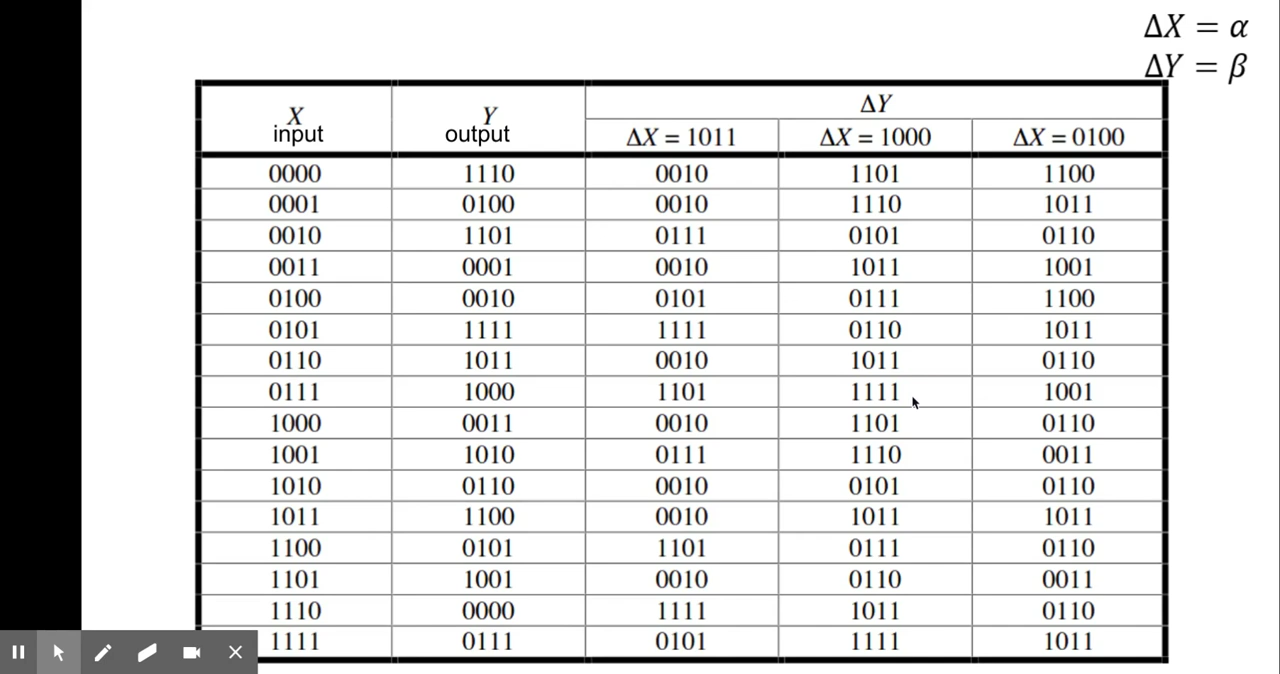 ΔX = α
ΔY = β
X input Y output ΔY
ΔX = 1011 ΔX = 1000 ΔX = 0100
0000 1110 0010 1101 1100
0001 0100 0010 1110 1011
0010 1101 0111 0101 0110
0011 0001 0010 1011 1001
0100 0010 0101 0111 1100
0101 1111 1111 0110 1011
0110 1011 0010 1011 0110
0111 1000 1101 1111 1001
1000 0011 0010 1101 0110
1001 1010 0111 1110 0011
1010 0110 0010 0101 0110
1011 1100 0010 1011 1011
1100 0101 1101 0111 0110
1101 1001 0010 0110 0011
1110 0000 1111 1011 0110
1111 0111 0101 1111 1011